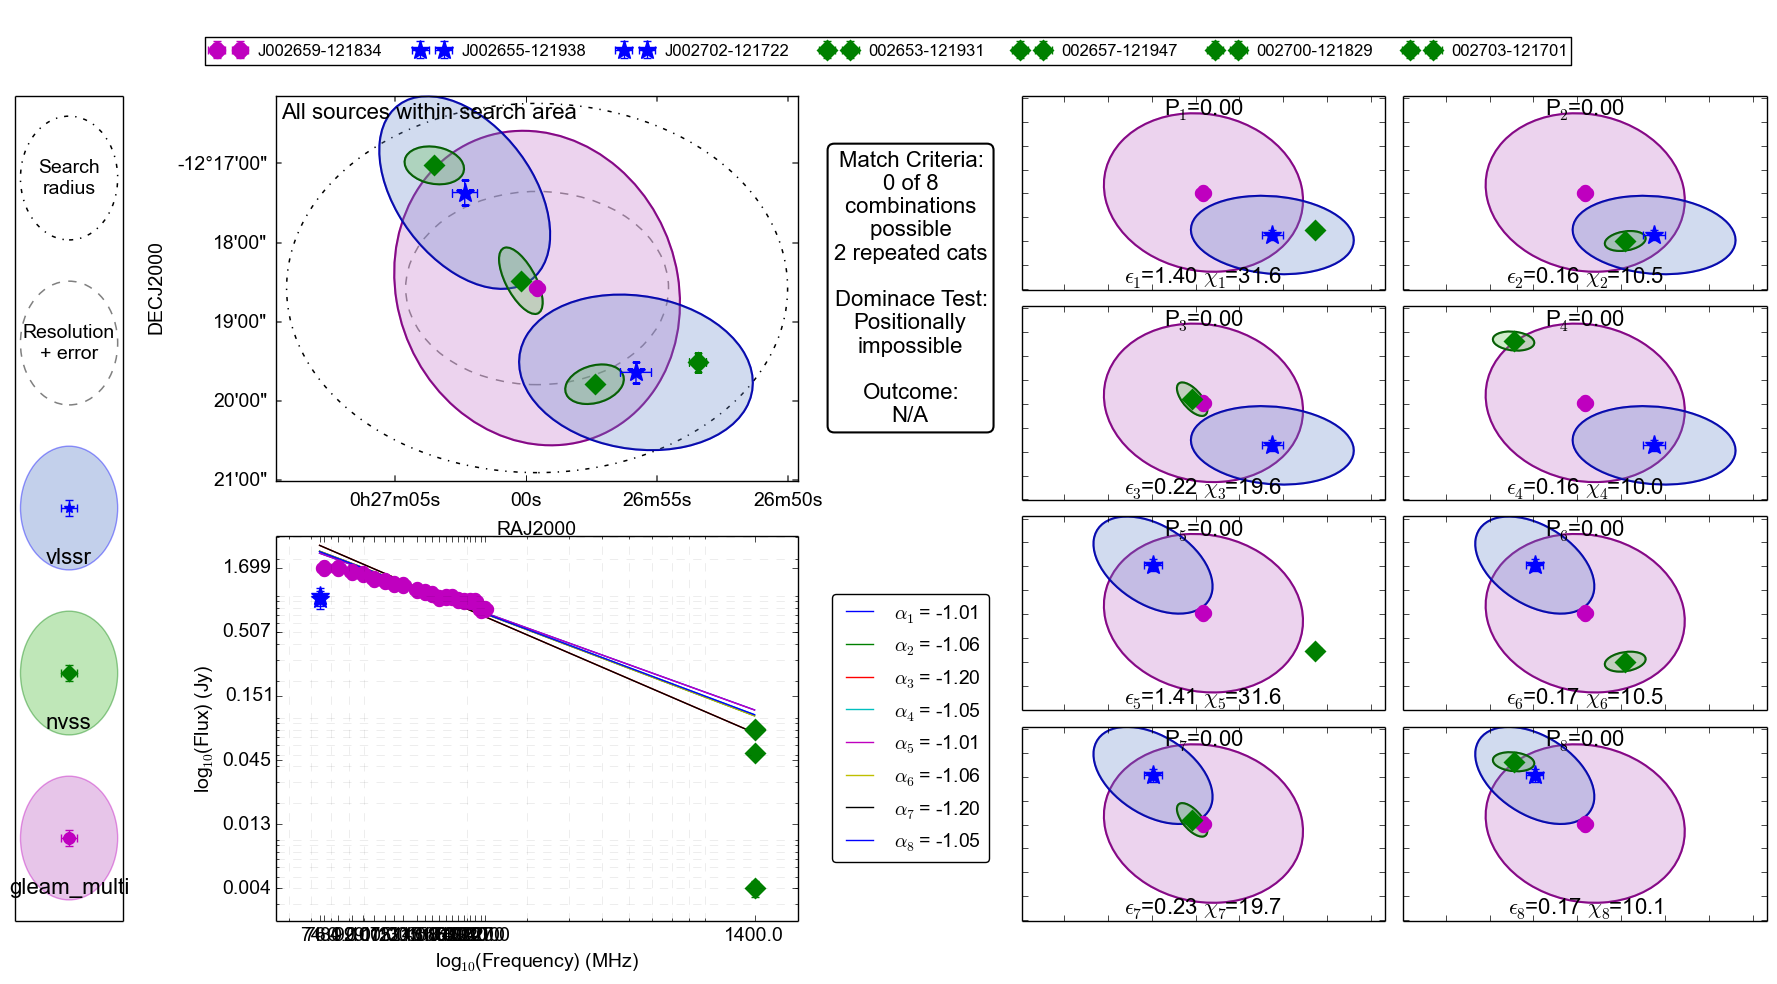 J002659-121834 J002655-121938 J002702-121722 002653-121931 002657-121947 002700-121829 002703-121701
Search
radius
Resolution
+ error
vlssr
nvss
gleam_multi
All sources within search area
DECJ2000
-12°17'00"
18'00"
19'00"
20'00"
21'00"
0h27m05s 00s 26m55s 26m50s
RAJ2000
Match Criteria:
0 of 8
combinations
possible
2 repeated cats
Dominace Test:
Positionally
impossible
Outcome:
N/A
log₁₀(Flux) (Jy)
1.699
0.507
0.151
0.045
0.013
0.004
1400.0
log₁₀(Frequency) (MHz)
α₁ = -1.01
α₂ = -1.06
α₃ = -1.20
α₄ = -1.05
α₅ = -1.01
α₆ = -1.06
α₇ = -1.20
α₈ = -1.05
P₁=0.00
ϵ₁=1.40 χ₁=31.6
P₂=0.00
ϵ₂=0.16 χ₂=10.5
P₃=0.00
ϵ₃=0.22 χ₃=19.6
P₄=0.00
ϵ₄=0.16 χ₄=10.0
P₅=0.00
ϵ₅=1.41 χ₅=31.6
P₆=0.00
ϵ₆=0.17 χ₆=10.5
P₇=0.00
ϵ₇=0.23 χ₇=19.7
P₈=0.00
ϵ₈=0.17 χ₈=10.1